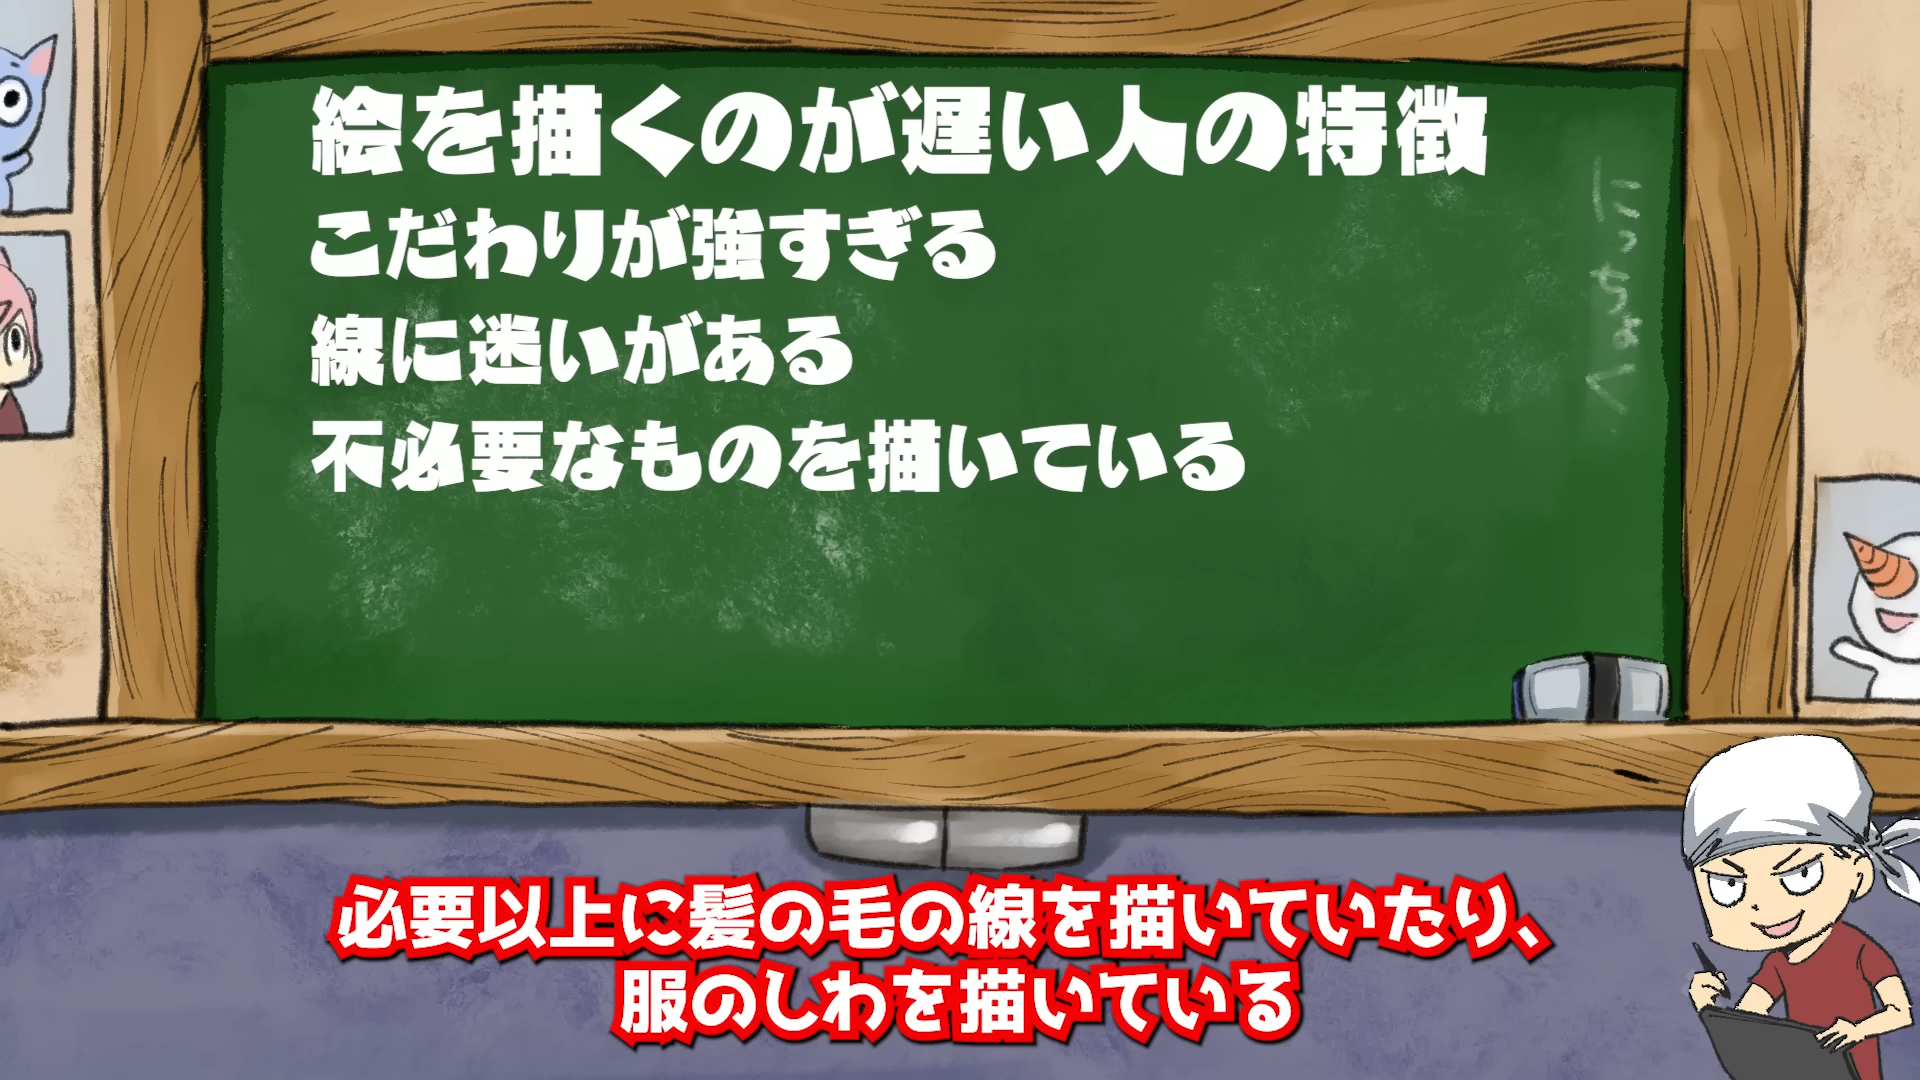 絵を描くのが遅い人の特徴
こだわりが強すぎる
線に迷いがある
不必要なものを描いている
にっちょく
必要以上に髪の毛の線を描いていたり、
服のしわを描いている